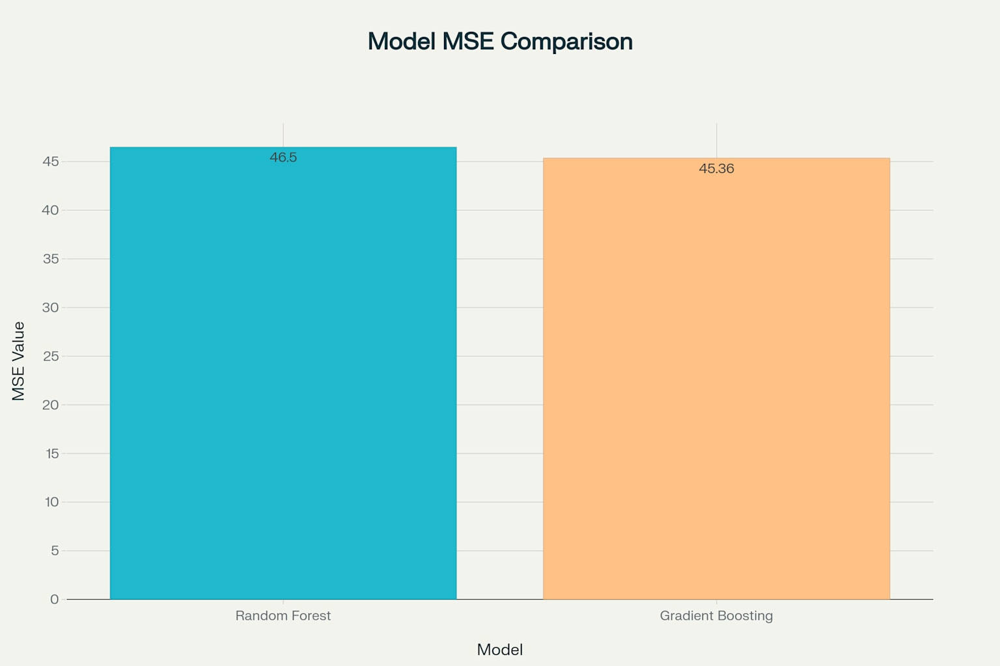 Model MSE Comparison
46.5
45.36
45
40
35
30
25
20
15
10
5
0
MSE Value
Random Forest
Gradient Boosting
Model